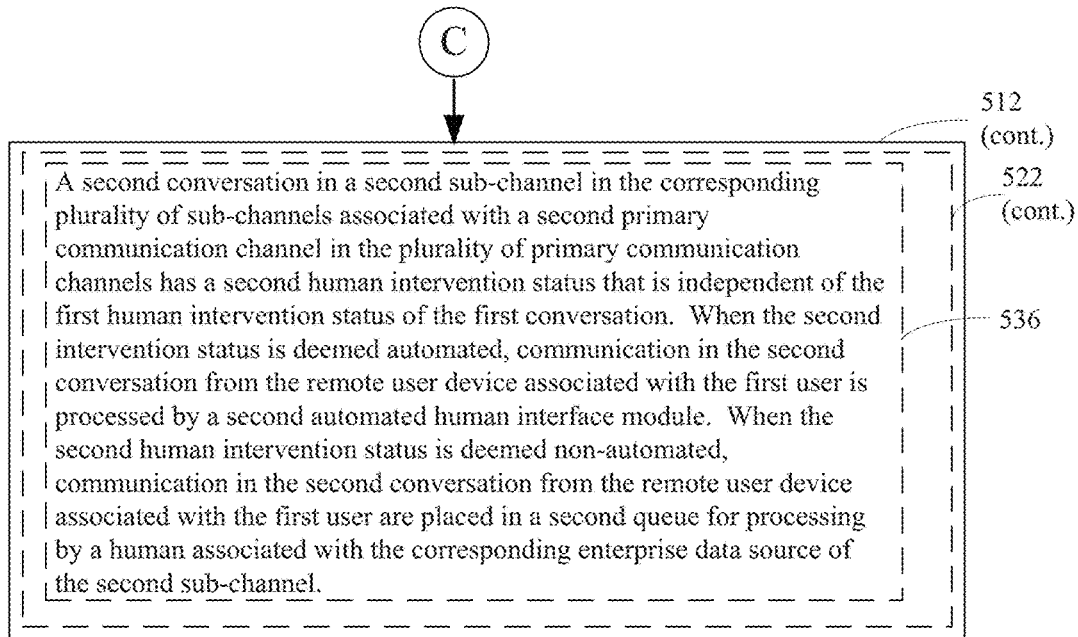 C
512
(cont.)
522
(cont.)
A second conversation in a second sub-channel in the corresponding
plurality of sub-channels associated with a second primary
communication channel in the plurality of primary communication
channels has a second human intervention status that is independent of the
first human intervention status of the first conversation. When the second
intervention status is deemed automated, communication in the second
conversation from the remote user device associated with the first user is
processed by a second automated human interface module. When the
second human intervention status is deemed non-automated,
communication in the second conversation from the remote user device
associated with the first user are placed in a second queue for processing
by a human associated with the corresponding enterprise data source of
the second sub-channel.
536